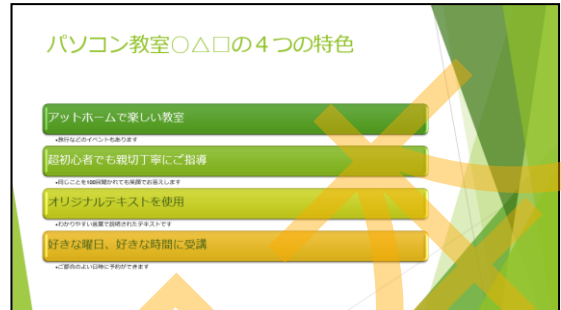 パソコン教室○△□の４つの特色
アットホームで楽しい教室
•旅行などのイベントもあります
超初心者でも親切丁寧にご指導
•同じことを100回聞かれても笑顔でお答えします
オリジナルテキストを使用
•わかりやすい言葉で説明されたテキストです
好きな曜日、好きな時間に受講
•ご都合のよい日時に予約ができます